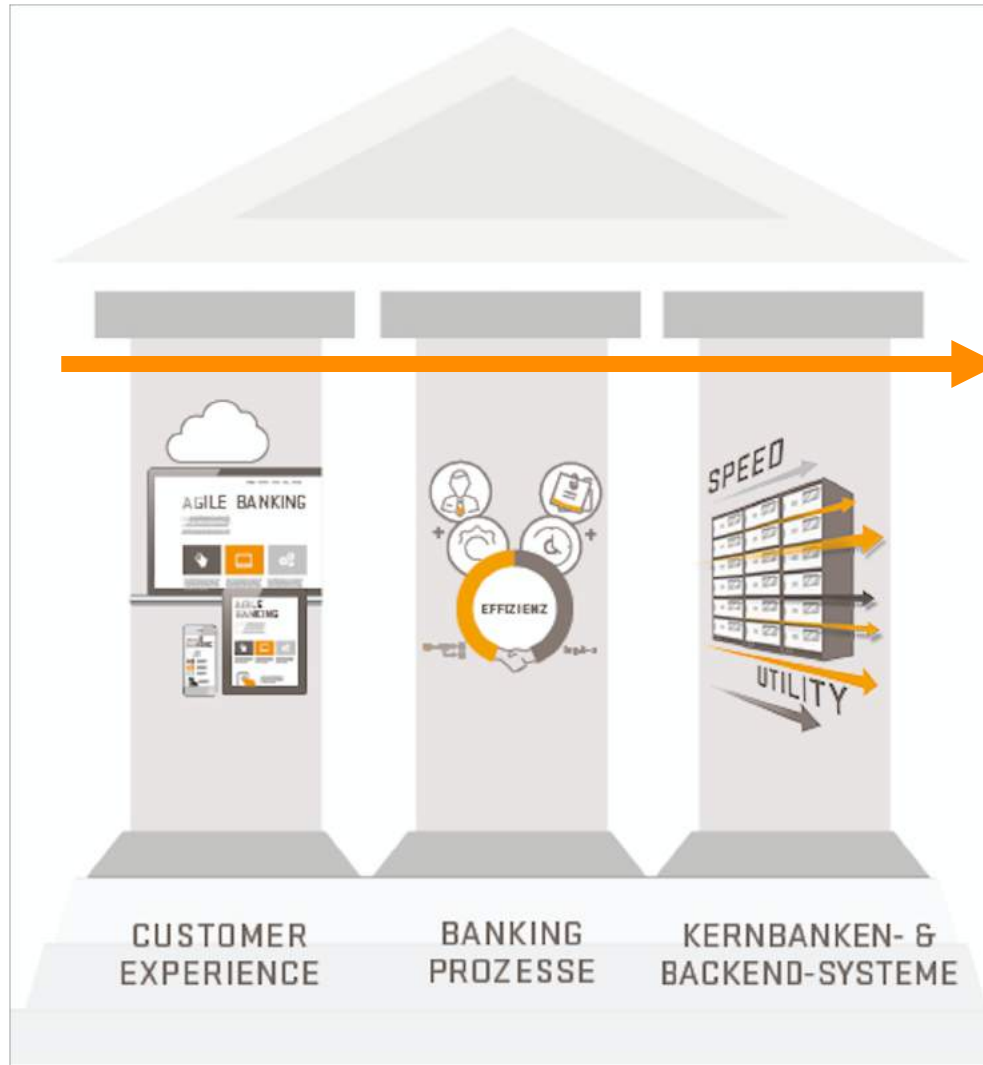 AGILE BANKING
AGILE
BANKING
EFFIZIENZ
SPEED
UTILITY
CUSTOMER
EXPERIENCE
BANKING
PROZESSE
KERNBANKEN- &
BACKEND-SYSTEME